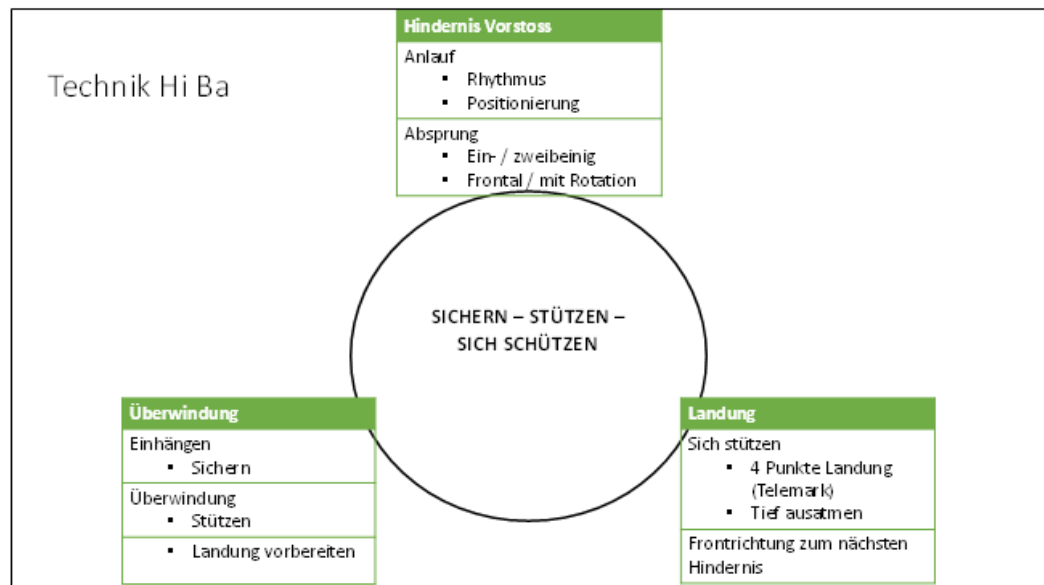 Technik Hi Ba
Hindernis Vorstoss
Anlauf
▪ Rhythmus
▪ Positionierung
Absprung
▪ Ein- / zweibeinig
▪ Frontal / mit Rotation
SICHERN – STÜTZEN –
SICH SCHÜTZEN
Überwindung
Einhängen
▪ Sichern
Überwindung
▪ Stützen
▪ Landung vorbereiten
Landung
Sich stützen
▪ 4 Punkte Landung
(Telemark)
▪ Tief ausatmen
Frontrichtung zum nächsten
Hindernis